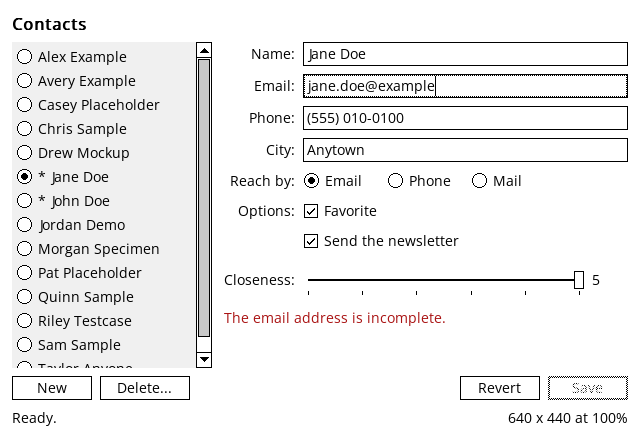 Contacts
Alex Example
Avery Example
Casey Placeholder
Chris Sample
Drew Mockup
* Jane Doe
* John Doe
Jordan Demo
Morgan Specimen
Pat Placeholder
Quinn Sample
Riley Testcase
Sam Sample
Taylor Anyone
New
Delete...
Name: Jane Doe
Email: jane.doe@example
Phone: (555) 010-0100
City: Anytown
Reach by: Email Phone Mail
Options: Favorite
Send the newsletter
Closeness: 5
The email address is incomplete.
Revert
Save
Ready.
640 x 440 at 100%